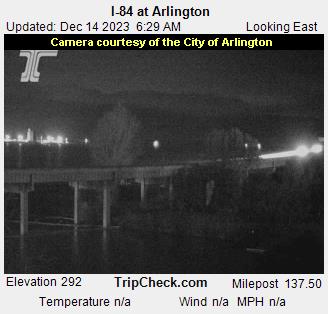 I-84 at Arlington
Updated: Dec 14 2023 6:29 AM Looking East
Camera courtesy of the City of Arlington
Elevation 292 TripCheck.com Milepost 137.50
Temperature n/a Wind n/a MPH n/a